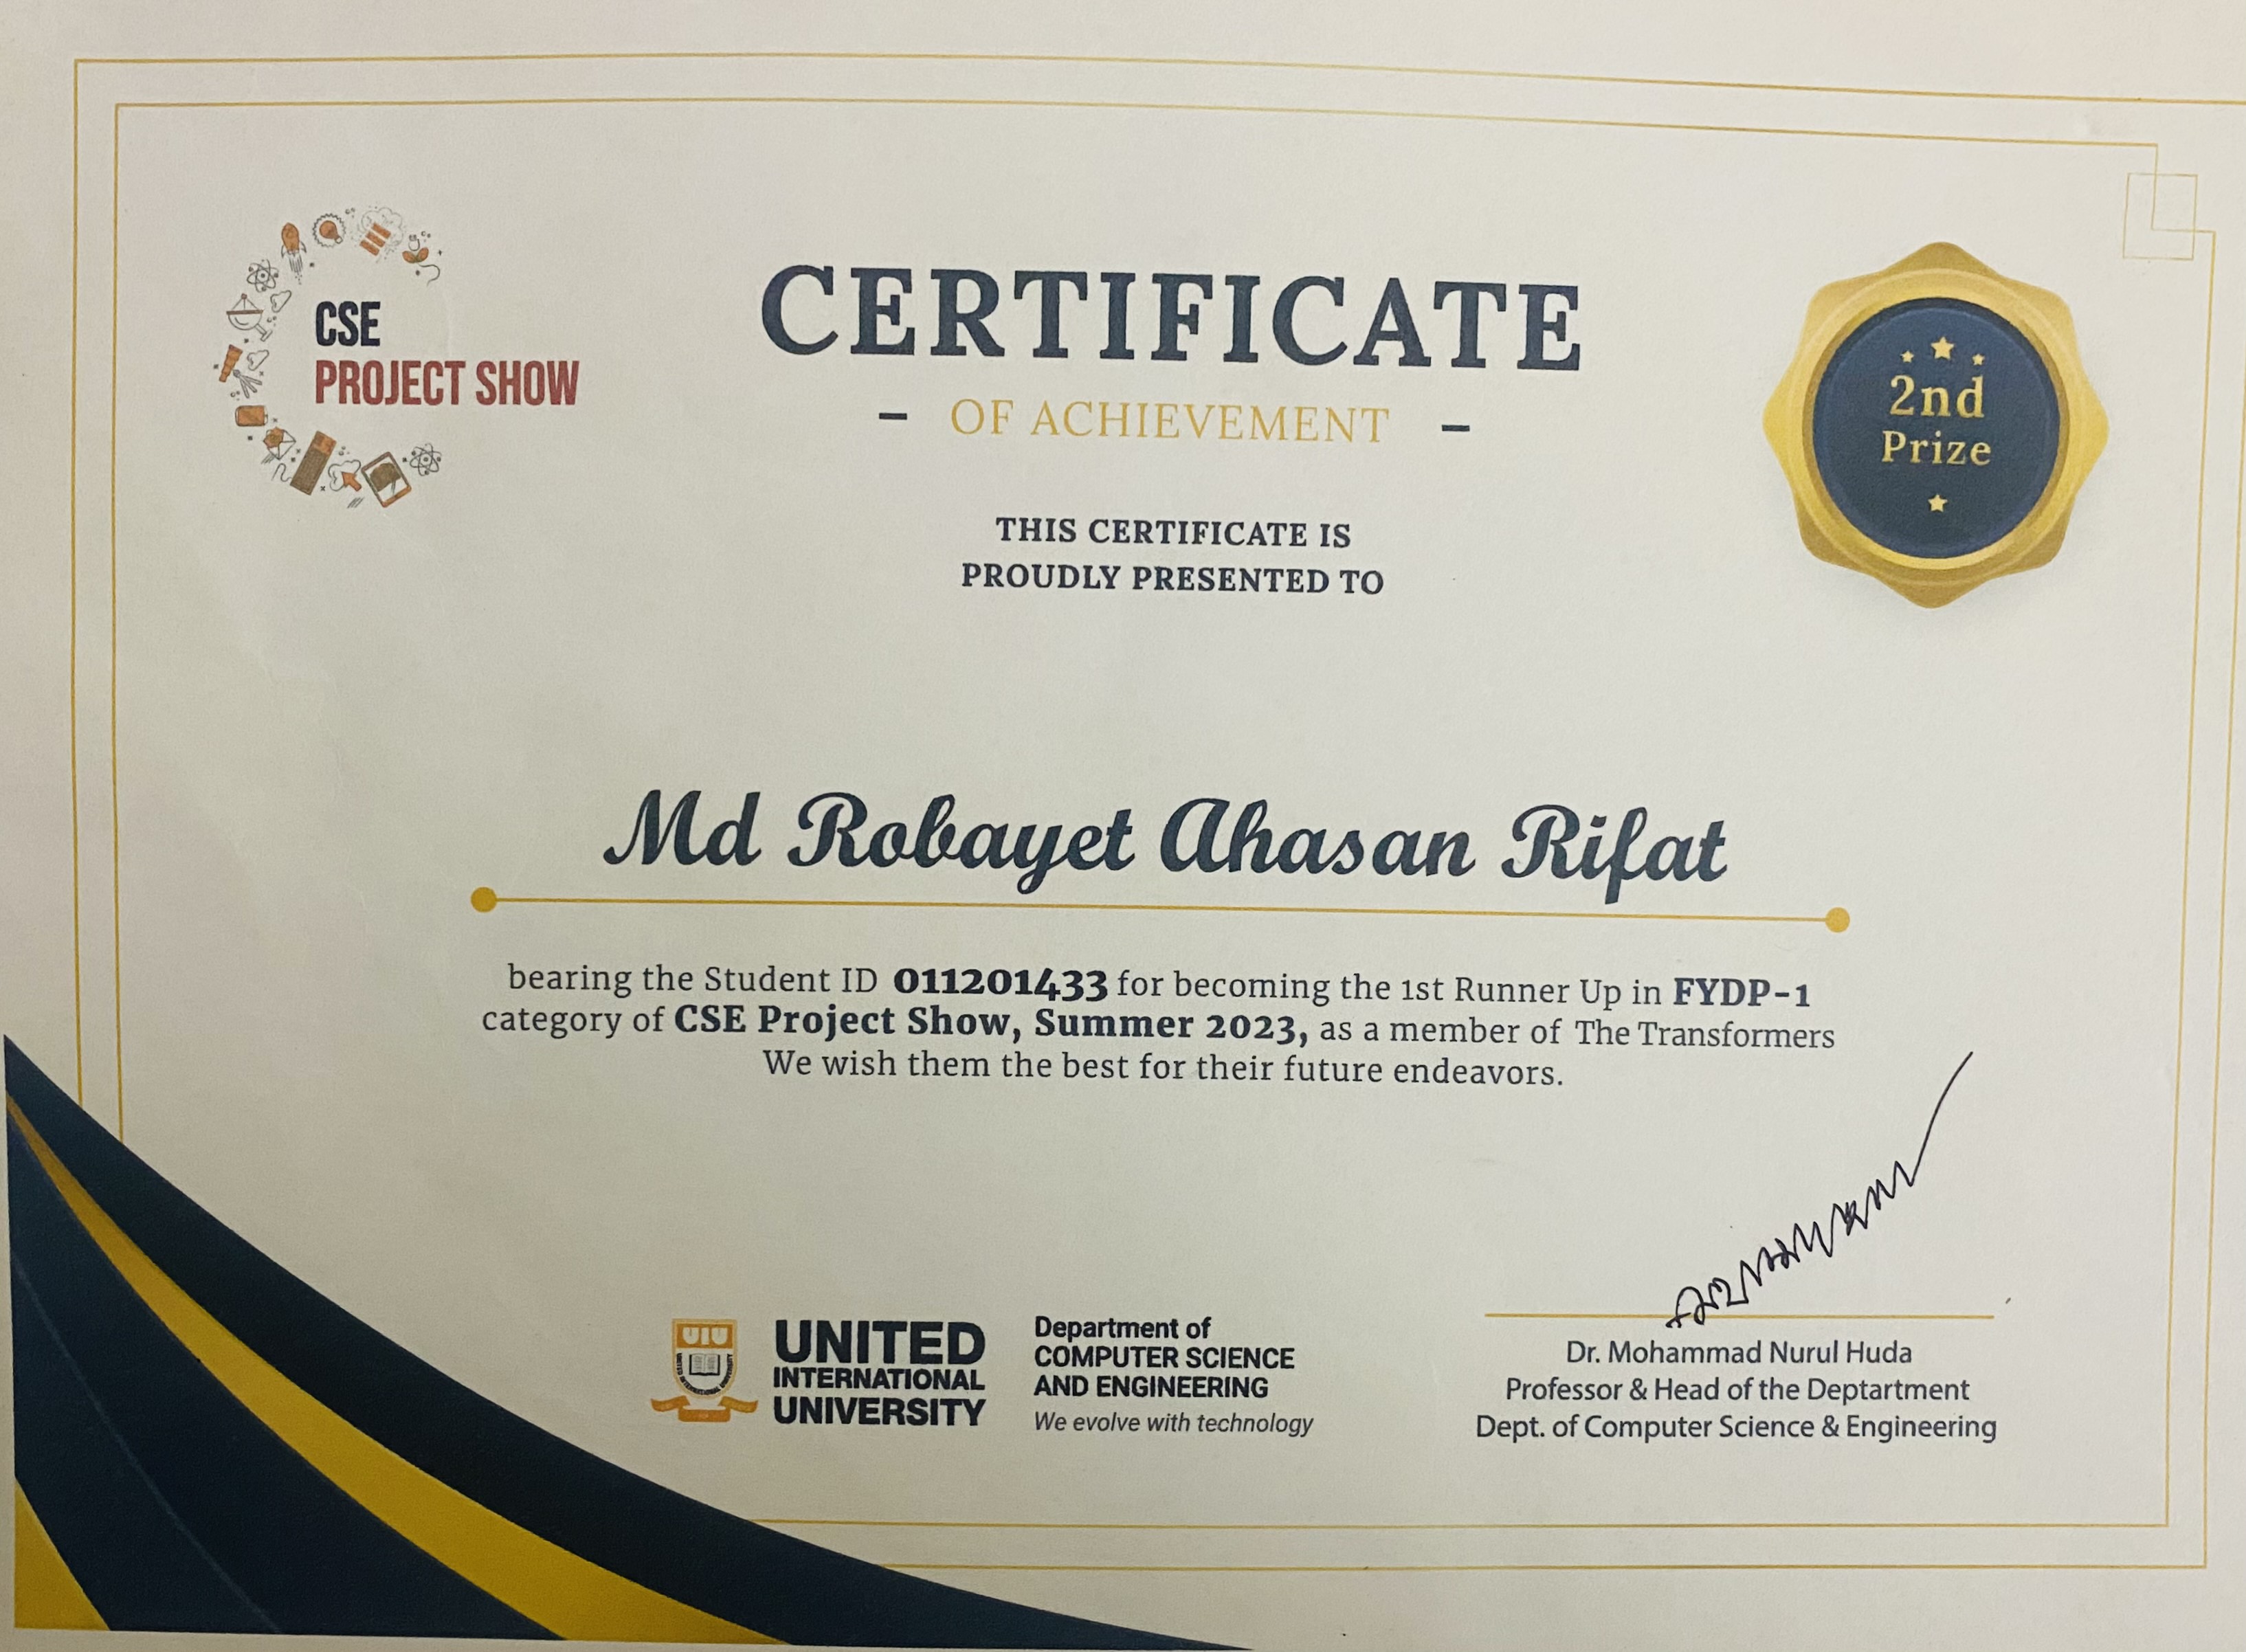 CSE
PROJECT SHOW
CERTIFICATE
- OF ACHIEVEMENT -
2nd
Prize
THIS CERTIFICATE IS
PROUDLY PRESENTED TO
Md Robayet Ahasan Rifat
bearing the Student ID 011201433 for becoming the 1st Runner Up in FYDP-1
category of CSE Project Show, Summer 2023, as a member of The Transformers
We wish them the best for their future endeavors.
UIU
UNITED
INTERNATIONAL
UNIVERSITY
Department of
COMPUTER SCIENCE
AND ENGINEERING
We evolve with technology
Dr. Mohammad Nurul Huda
Professor & Head of the Deptartment
Dept. of Computer Science & Engineering